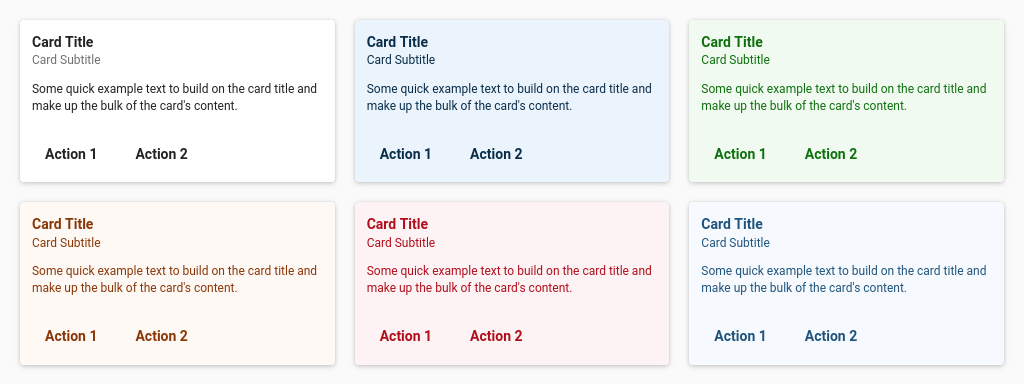 Card Title
Card Subtitle
Some quick example text to build on the card title and
make up the bulk of the card's content.
Action 1 Action 2
Card Title
Card Subtitle
Some quick example text to build on the card title and
make up the bulk of the card's content.
Action 1 Action 2
Card Title
Card Subtitle
Some quick example text to build on the card title and
make up the bulk of the card's content.
Action 1 Action 2
Card Title
Card Subtitle
Some quick example text to build on the card title and
make up the bulk of the card's content.
Action 1 Action 2
Card Title
Card Subtitle
Some quick example text to build on the card title and
make up the bulk of the card's content.
Action 1 Action 2
Card Title
Card Subtitle
Some quick example text to build on the card title and
make up the bulk of the card's content.
Action 1 Action 2